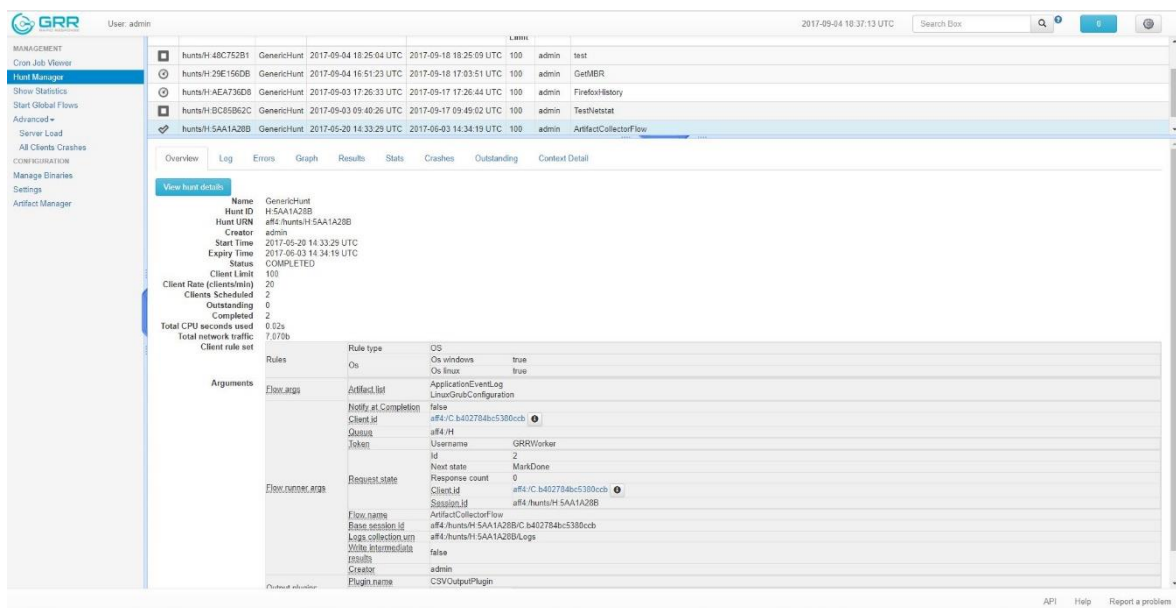 GRR
User: admin
2017-09-04 18:37:13 UTC
Search Box
MANAGEMENT
Cron Job Viewer
Hunt Manager
Show Statistics
Start Global Flows
Advanced
Server Load
All Clients Crashes
CONFIGURATION
Manage Binaries
Settings
Artifact Manager
Limit
hunts/H:48C752B1 GenericHunt 2017-09-04 18:25:04 UTC 2017-09-18 18:25:09 UTC 100 admin test
hunts/H:29E156DB GenericHunt 2017-09-04 16:51:23 UTC 2017-09-18 17:03:51 UTC 100 admin GetMBR
hunts/H:AEA736D8 GenericHunt 2017-09-03 17:26:33 UTC 2017-09-17 17:26:44 UTC 100 admin FirefoxHistory
hunts/H:BC85B62C GenericHunt 2017-09-03 09:40:26 UTC 2017-09-17 09:49:02 UTC 100 admin TestNetstat
hunts/H:5AA1A28B GenericHunt 2017-05-20 14:33:29 UTC 2017-06-03 14:34:19 UTC 100 admin ArtifactCollectorFlow
Overview Log Errors Graph Results Stats Crashes Outstanding Context Detail
View hunt details
Name GenericHunt
Hunt ID H:5AA1A28B
Hunt URN aff4:/hunts/H:5AA1A28B
Creator admin
Start Time 2017-05-20 14:33:29 UTC
Expiry Time 2017-06-03 14:34:19 UTC
Status COMPLETED
Client Limit 100
Client Rate (clients/min) 20
Clients Scheduled 2
Outstanding 0
Completed 2
Total CPU seconds used 0.02s
Total network traffic 7,070b
Client rule set
Rules
Rule type OS
Os
Os windows true
Os linux true
Arguments
Flow args Artifact list
ApplicationEventLog
LinuxGrubConfiguration
Flow runner args
Notify at Completion false
Client id aff4:/C.b402784bc5380ccb
Queue aff4:/H
Token Username GRRWorker
Request state
Id 2
Next state MarkDone
Response count 0
Client id aff4:/C.b402784bc5380ccb
Session id aff4:/hunts/H:5AA1A28B
Flow name ArtifactCollectorFlow
Base session id aff4:/hunts/H:5AA1A28B/C.b402784bc5380ccb
Logs collection urn aff4:/hunts/H:5AA1A28B/Logs
Write intermediate results false
Creator admin
Output plugins Plugin name CSVOutputPlugin
API Help Report a problem